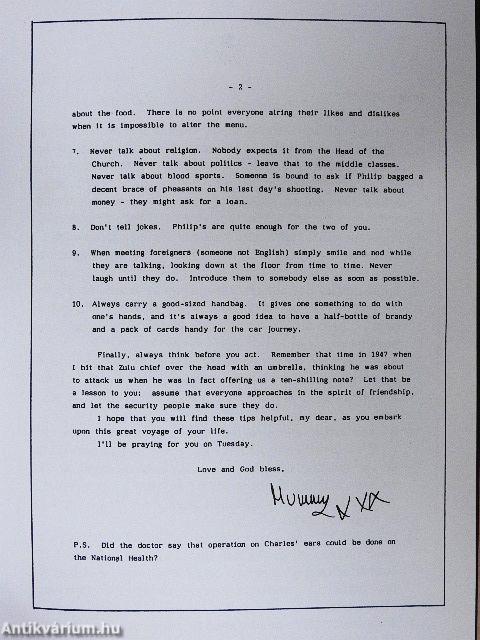 - 2 -
about the food. There is no point everyone airing their likes and dislikes
when it is impossible to alter the menu.
7. Never talk about religion. Nobody expects it from the Head of the
Church. Never talk about politics - leave that to the middle classes.
Never talk about blood sports. Someone is bound to ask if Philip bagged a
decent brace of pheasants on his last day's shooting. Never talk about
money - they might ask for a loan.
8. Don't tell jokes. Philip's are quite enough for the two of you.
9. When meeting foreigners (someone not English) simply smile and nod while
they are talking, looking down at the floor from time to time. Never
laugh until they do. Introduce them to somebody else as soon as possible.
10. Always carry a good-sized handbag. It gives one something to do with
one's hands, and it's always a good idea to have a half-bottle of brandy
and a pack of cards handy for the car journey.
Finally, always think before you act. Remember that time in 1947 when
I hit that Zulu chief over the head with an umbrella, thinking he was about
to attack us when he was in fact offering us a ten-shilling note? Let that be
a lesson to you: assume that everyone approaches in the spirit of friendship,
and let the security people make sure they do.
I hope that you will find these tips helpful, my dear, as you embark
upon this great voyage of your life.
I'll be praying for you on Tuesday.
Love and God bless,
Mummy XXX
P.S. Did the doctor say that operation on Charles' ears could be done on
the National Health?
Antikvárium.hu